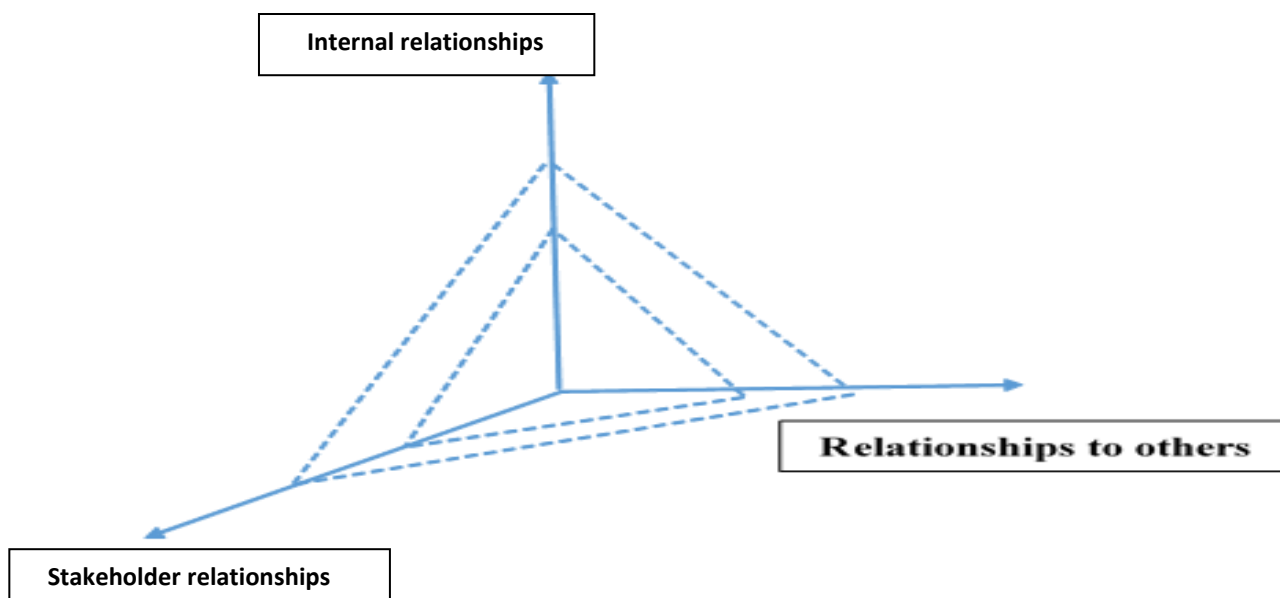 Internal relationships
Relationships to others
Stakeholder relationships